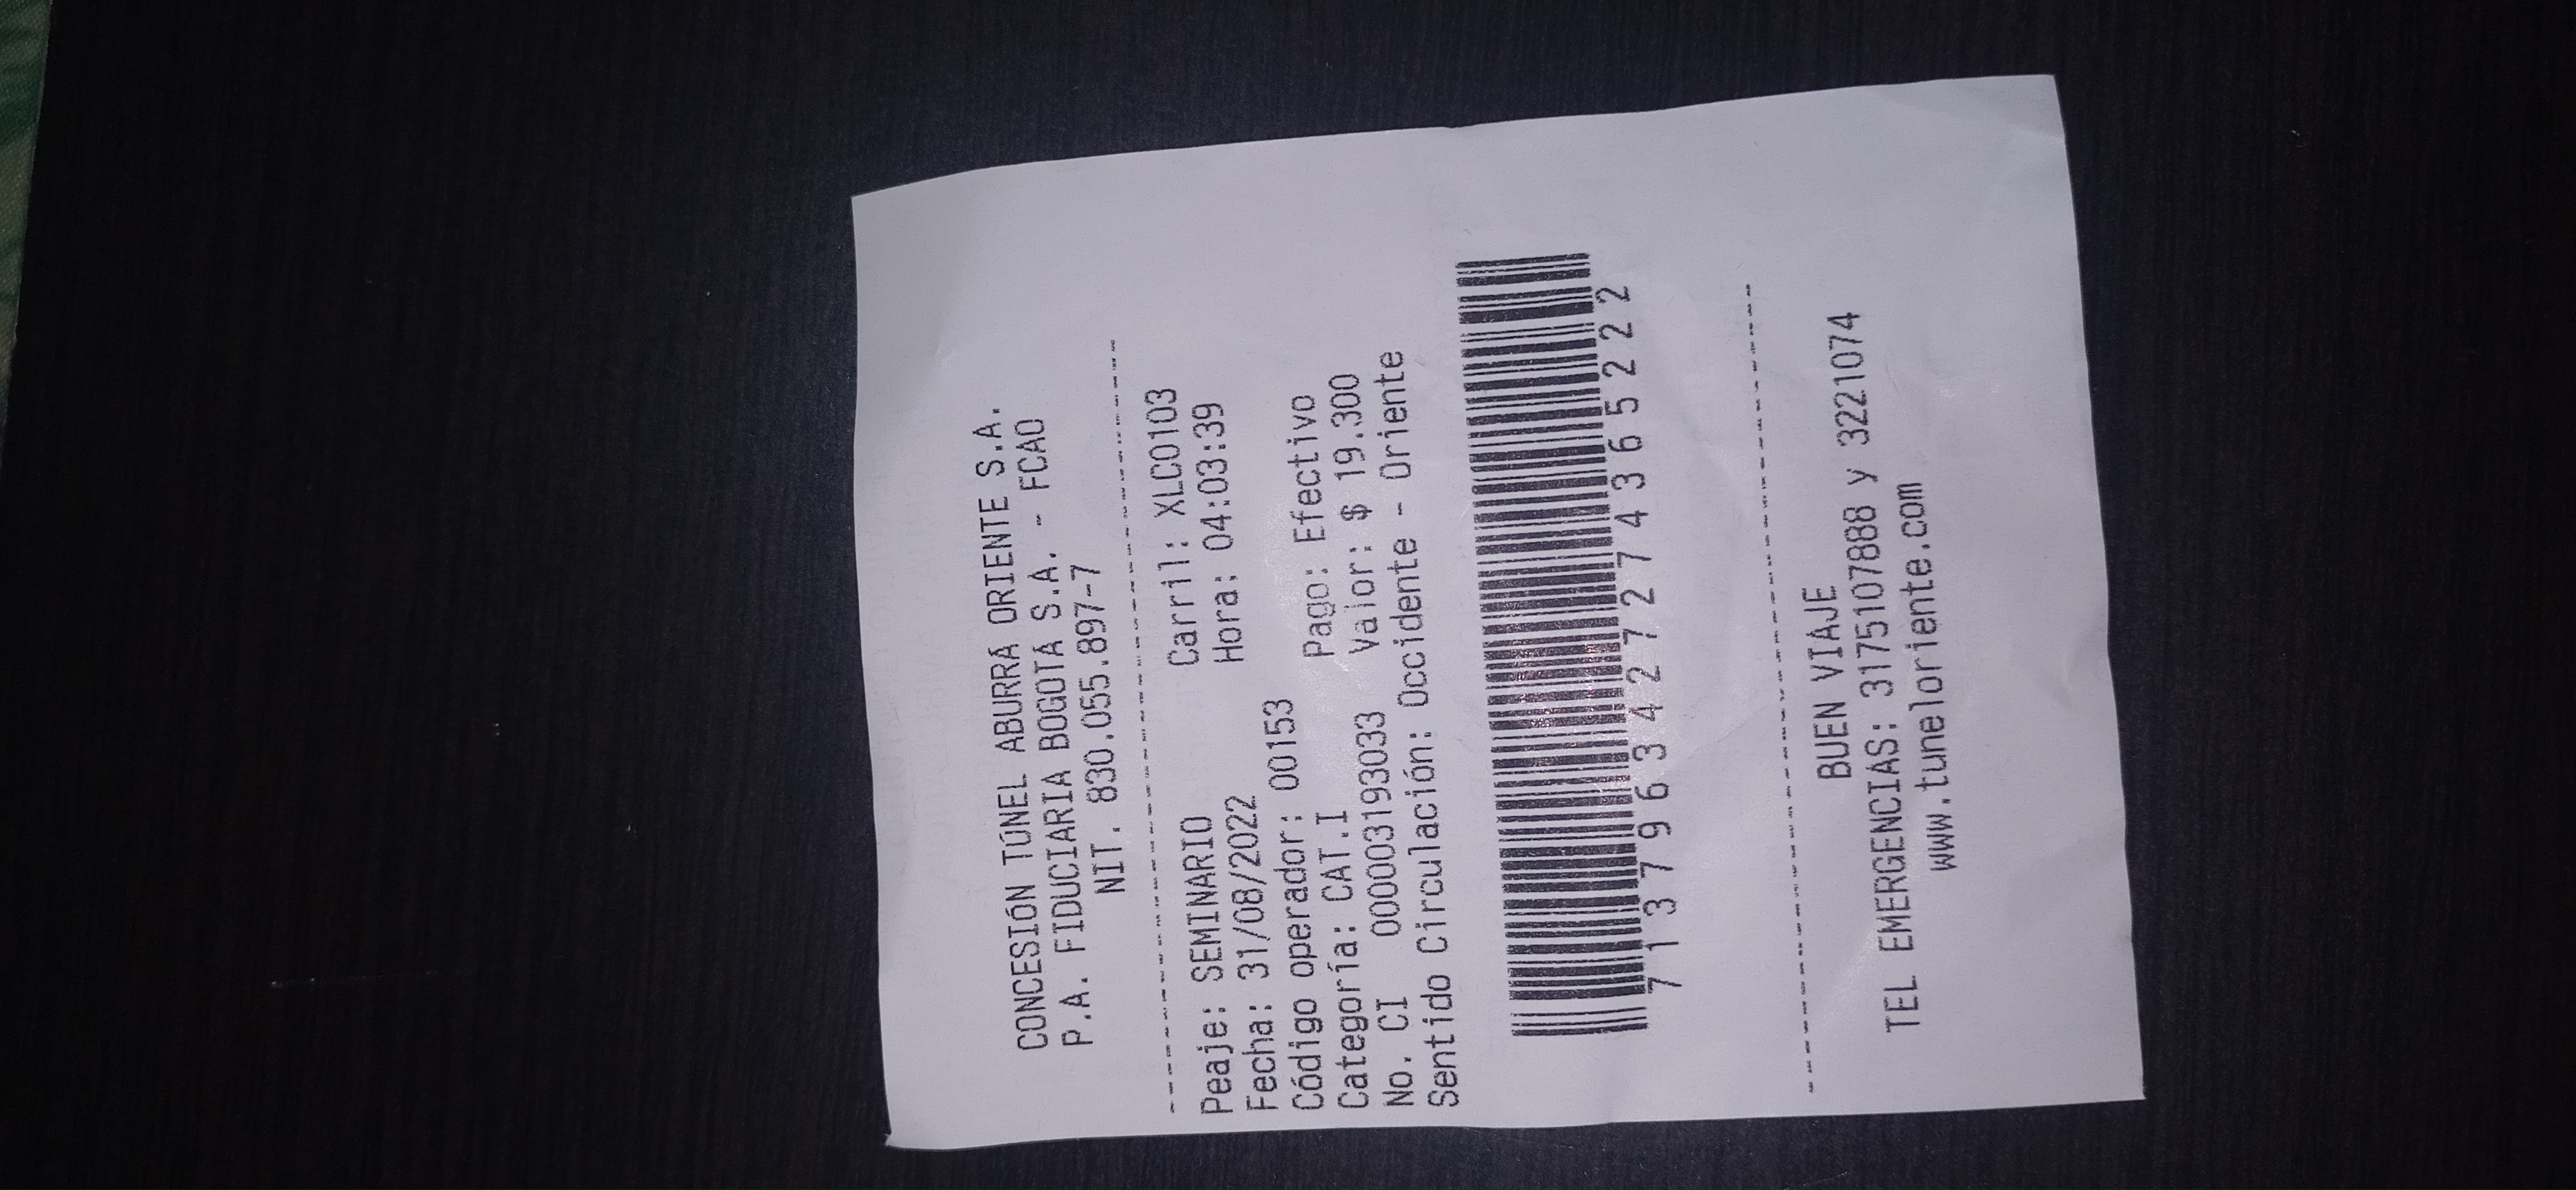 CONCESIÓN TÚNEL ABURRÁ ORIENTE S.A.
P.A. FIDUCIARIA BOGOTÁ S.A. - FCAO
NIT. 830.055.897-7
Peaje: SEMINARIO Carril: XLC0103
Fecha: 31/08/2022 Hora: 04:03:39
Código operador: 00153
Categoría: CAT.I Pago: Efectivo
No. CI 000003193033 Valor: $ 19.300
Sentido Circulación: Occidente - Oriente
7 1 3 7 9 6 3 4 2 7 2 7 4 3 6 5 2 2 2
BUEN VIAJE
TEL EMERGENCIAS: 3175107888 y 3221074
www.tuneloriente.com